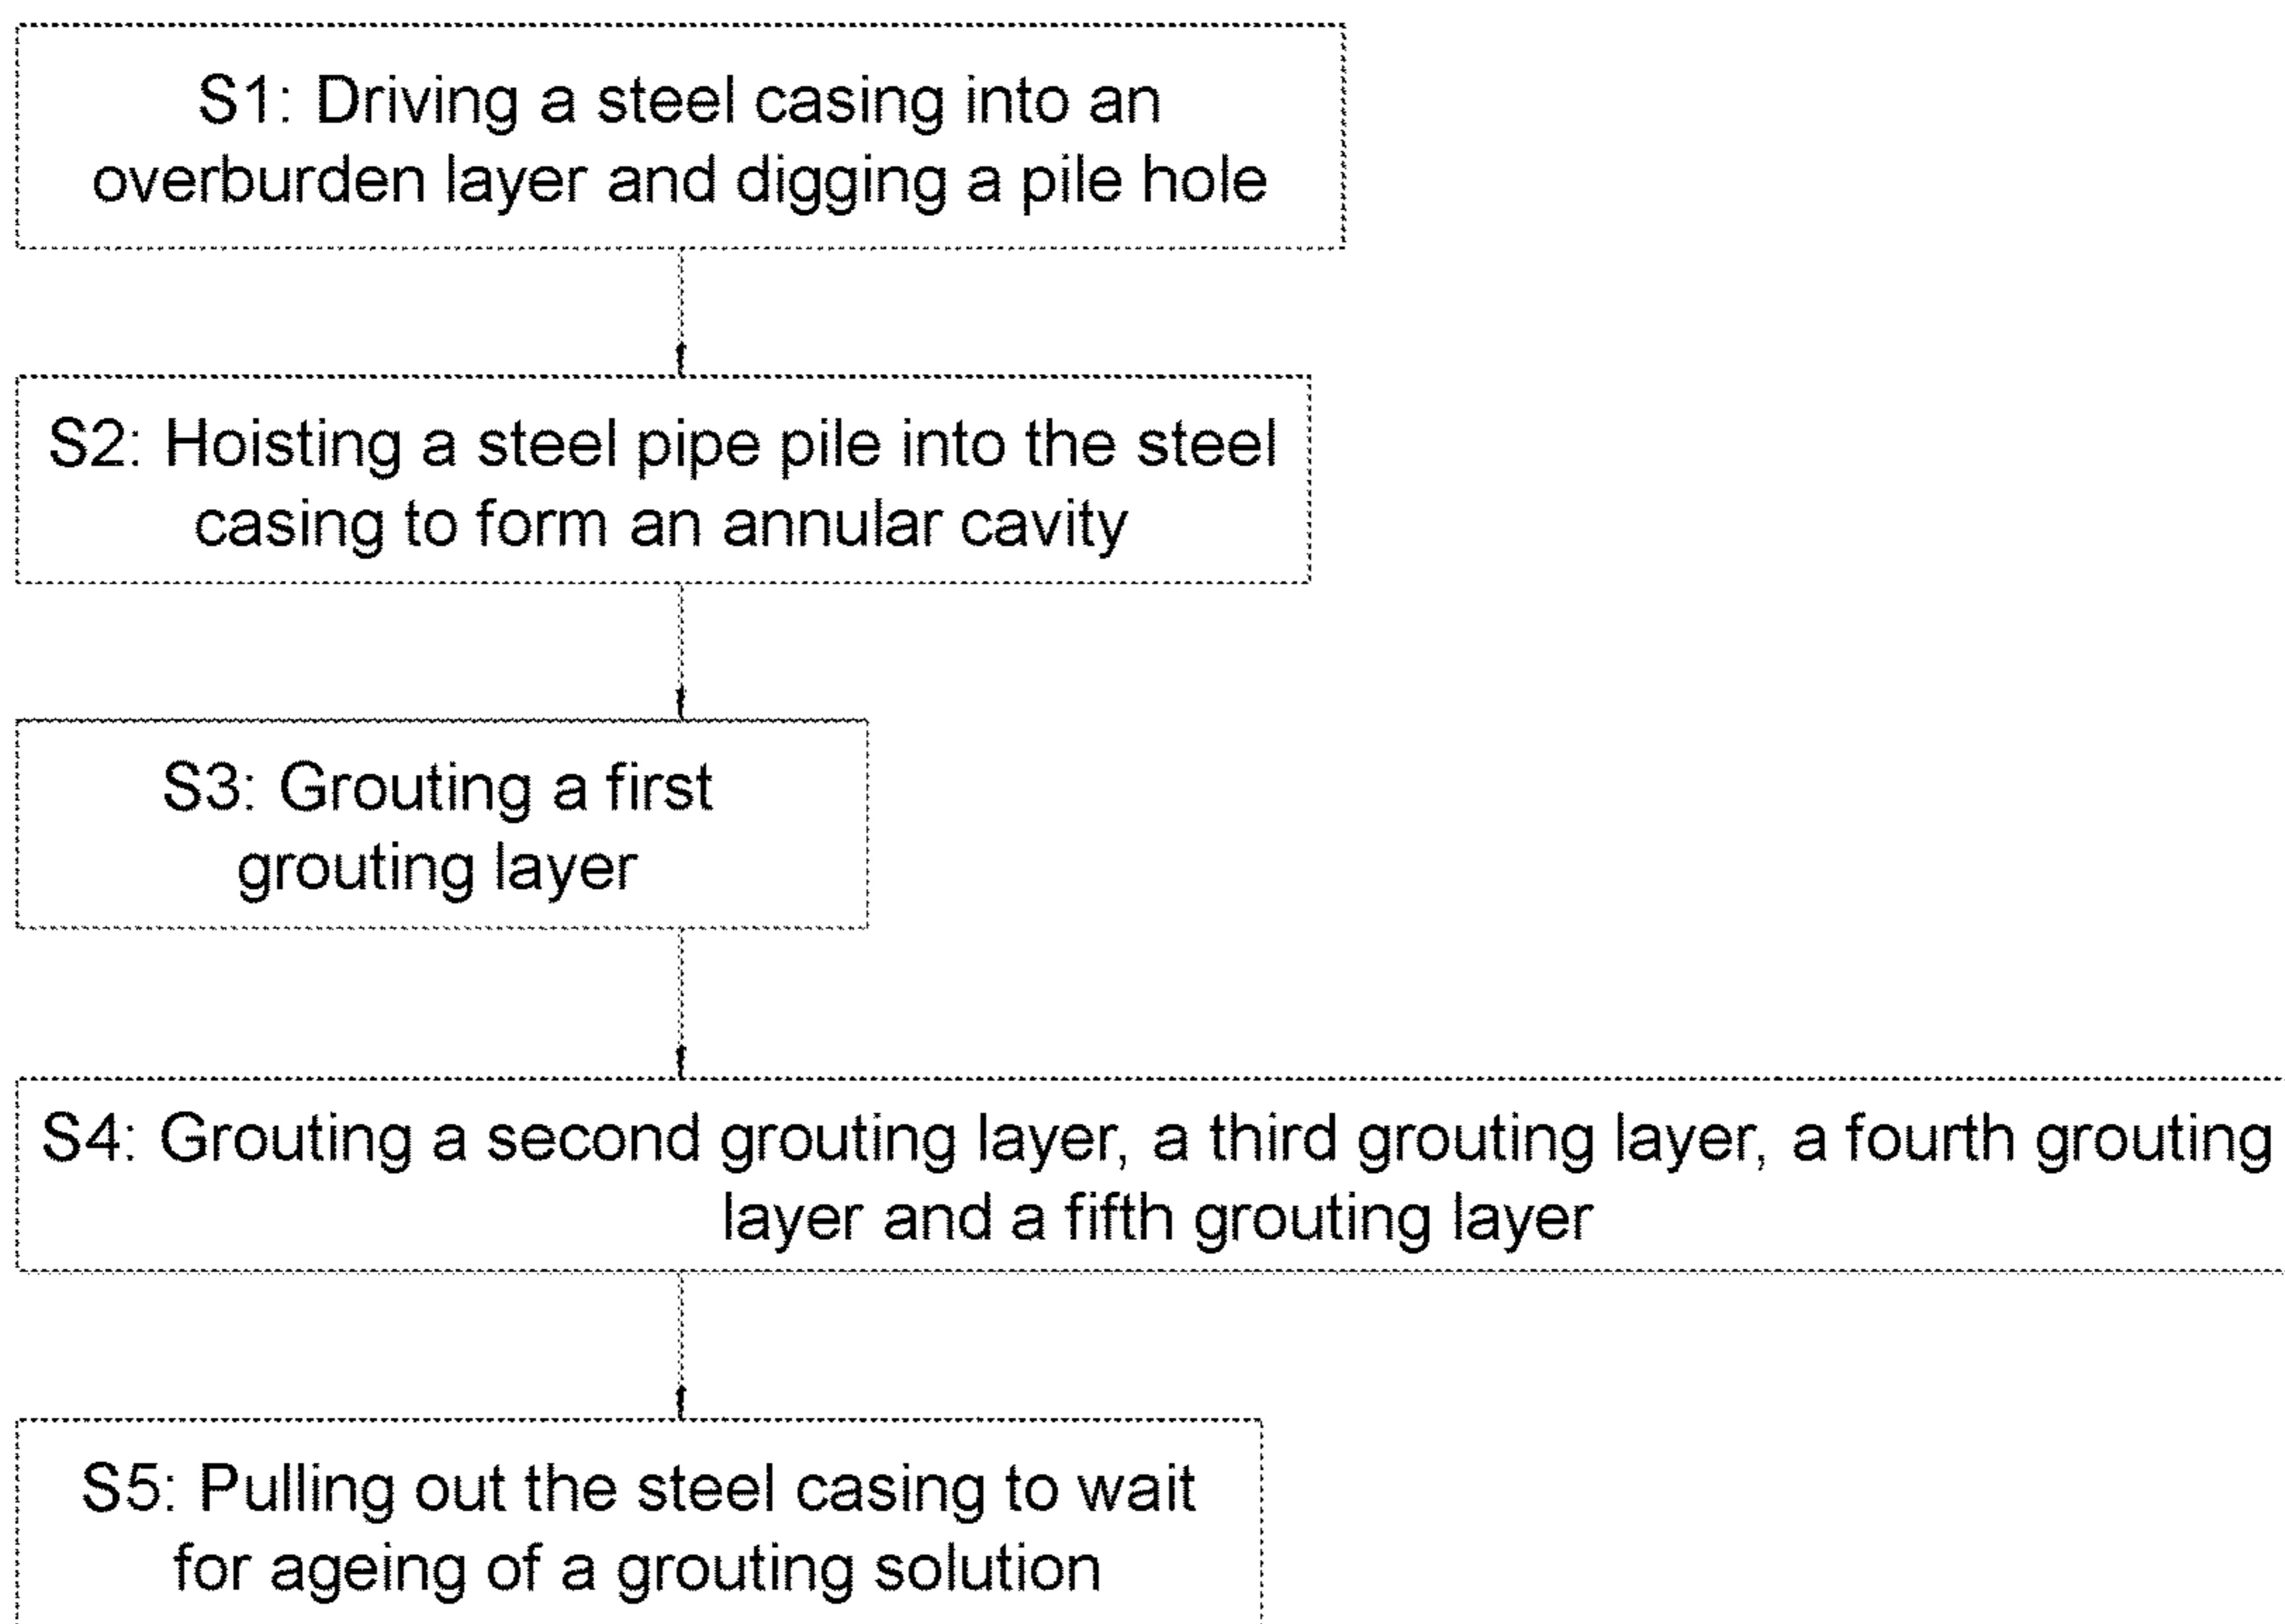 S1: Driving a steel casing into an
overburden layer and digging a pile hole
S2: Hoisting a steel pipe pile into the steel
casing to form an annular cavity
S3: Grouting a first
grouting layer
S4: Grouting a second grouting layer, a third grouting layer, a fourth grouting
layer and a fifth grouting layer
S5: Pulling out the steel casing to wait
for ageing of a grouting solution